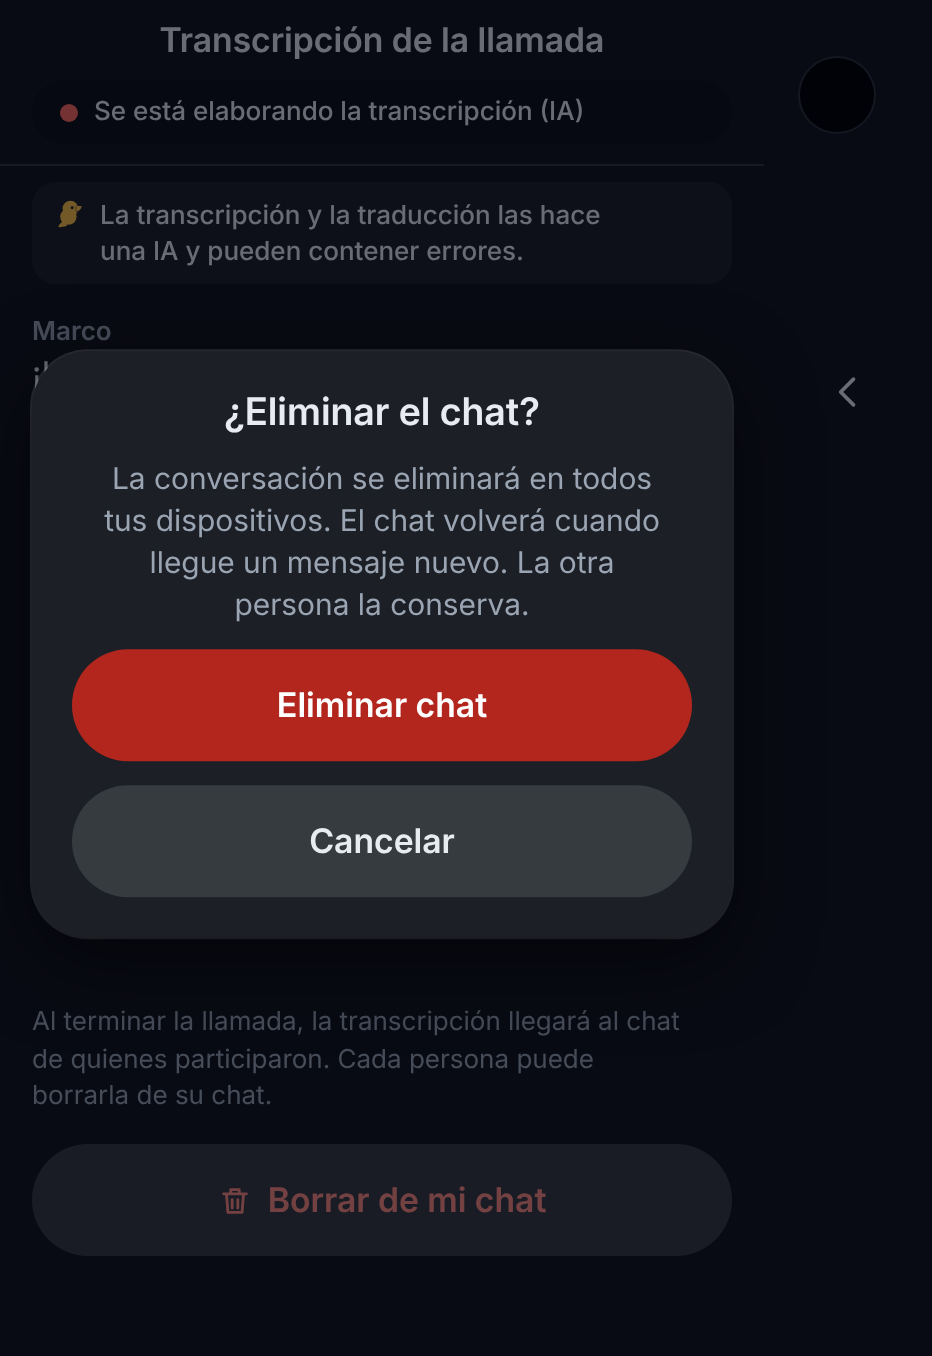 Transcripción de la llamada
Se está elaborando la transcripción (IA)
La transcripción y la traducción las hace
una IA y pueden contener errores.
Marco
¿Eliminar el chat?
La conversación se eliminará en todos
tus dispositivos. El chat volverá cuando
llegue un mensaje nuevo. La otra
persona la conserva.
Eliminar chat
Cancelar
Al terminar la llamada, la transcripción llegará al chat
de quienes participaron. Cada persona puede
borrarla de su chat.
Borrar de mi chat